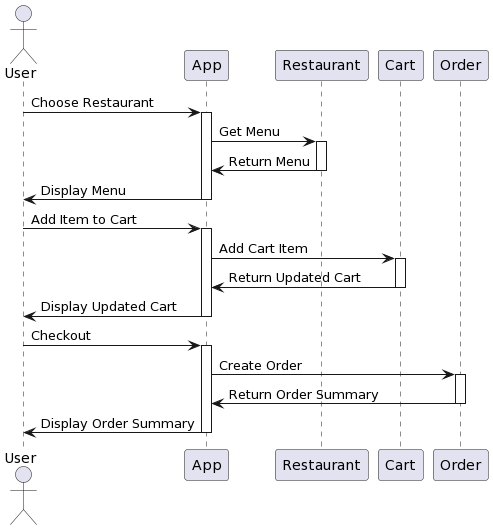 User
App
Restaurant
Cart
Order
Choose Restaurant
Get Menu
Return Menu
Display Menu
Add Item to Cart
Add Cart Item
Return Updated Cart
Display Updated Cart
Checkout
Create Order
Return Order Summary
Display Order Summary
User
App
Restaurant
Cart
Order